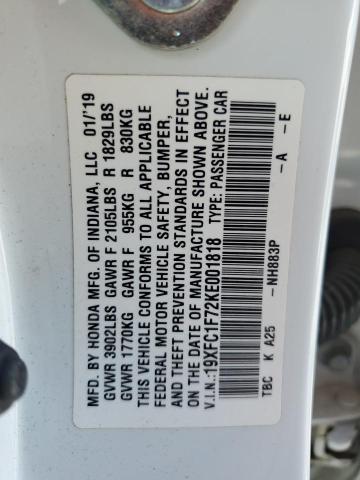 MFD. BY HONDA MFG. OF INDIANA, LLC 01/'19
GVWR 3902LBS GAWR F 2105LBS R 1829LBS
GVWR 1770KG GAWR F 955KG R 830KG
THIS VEHICLE CONFORMS TO ALL APPLICABLE
FEDERAL MOTOR VEHICLE SAFETY, BUMPER,
AND THEFT PREVENTION STANDARDS IN EFFECT
ON THE DATE OF MANUFACTURE SHOWN ABOVE.
V.I.N.:19XFC1F72KE001818 TYPE: PASSENGER CAR
TBC K A25 -NH883P -A -E